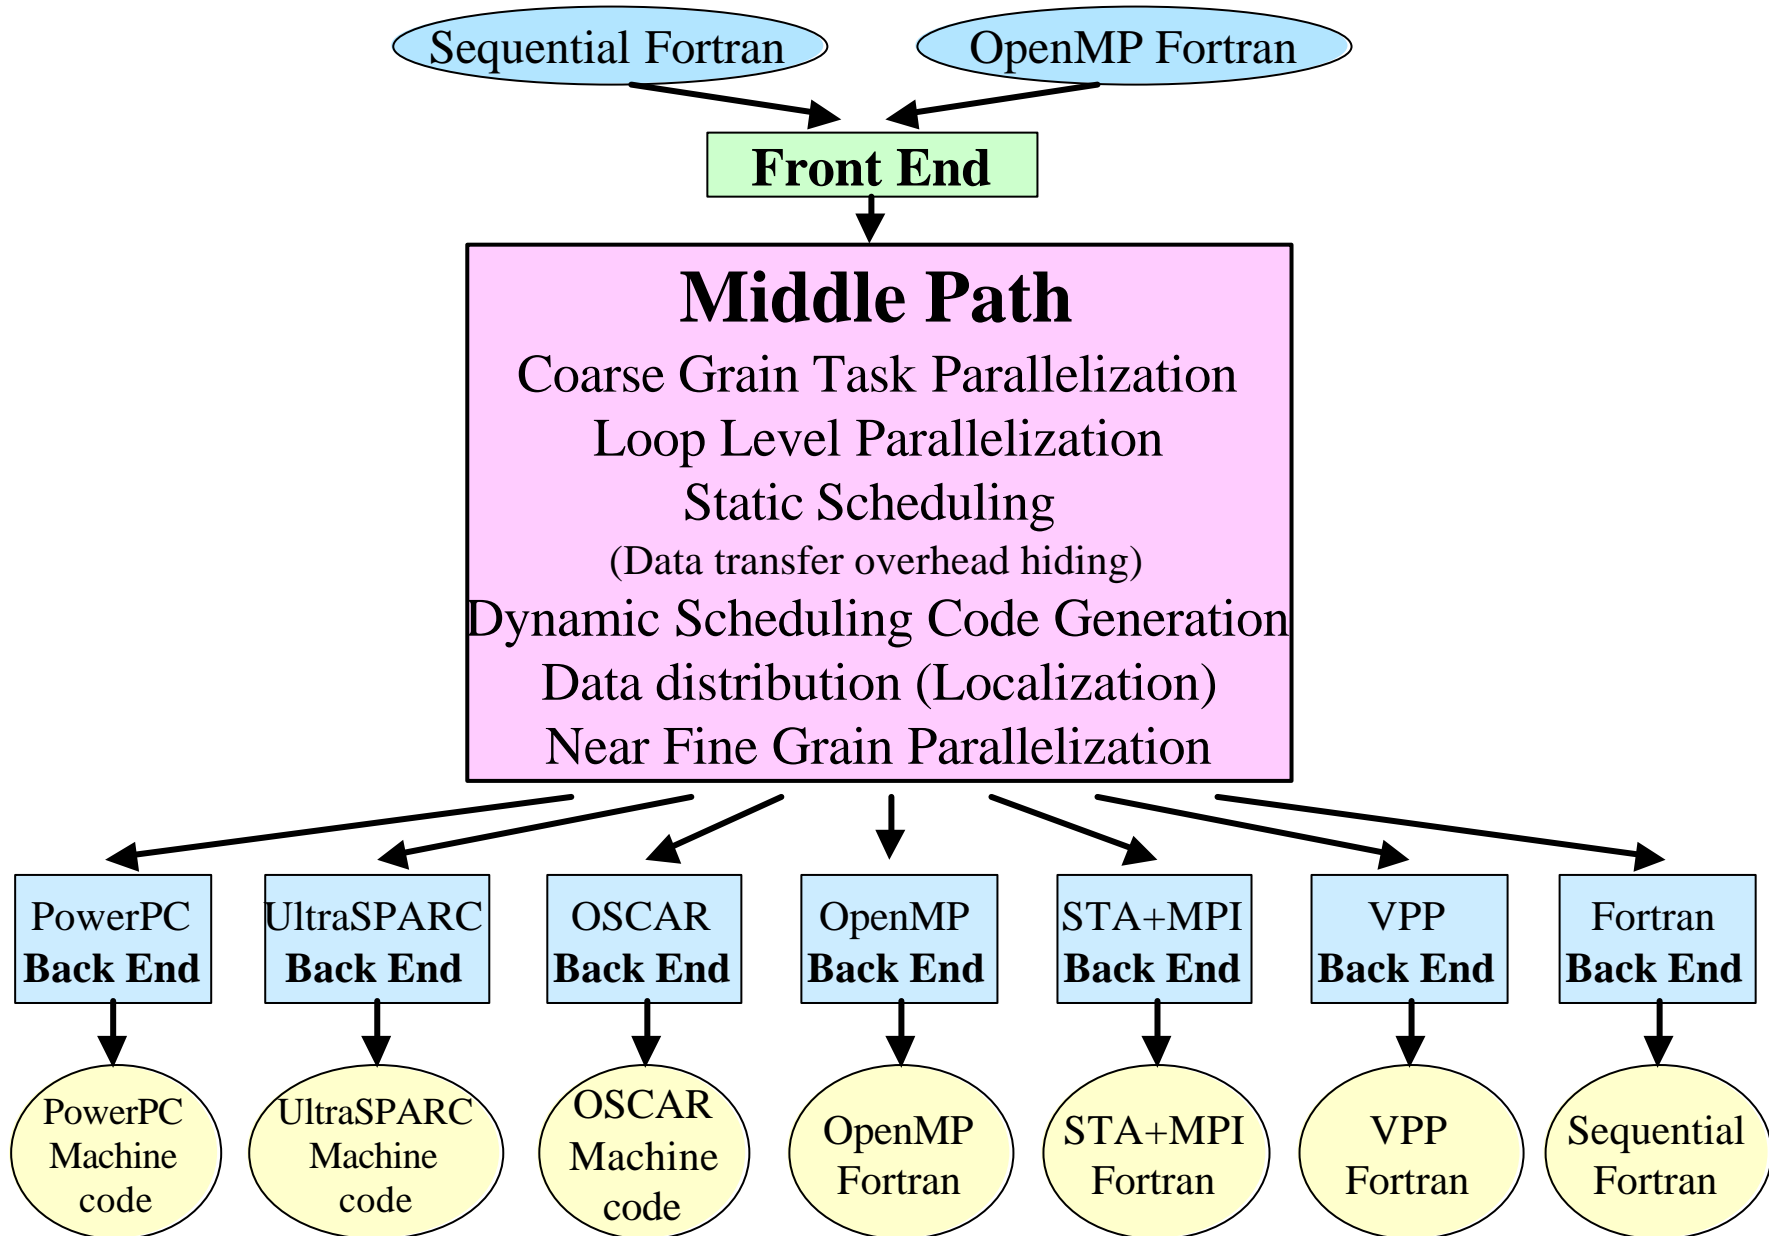 Sequential Fortran
OpenMP Fortran
Front End
Middle Path
Coarse Grain Task Parallelization
Loop Level Parallelization
Static Scheduling
(Data transfer overhead hiding)
Dynamic Scheduling Code Generation
Data distribution (Localization)
Near Fine Grain Parallelization
PowerPC
Back End
UltraSPARC
Back End
OSCAR
Back End
OpenMP
Back End
STA+MPI
Back End
VPP
Back End
Fortran
Back End
PowerPC
Machine
code
UltraSPARC
Machine
code
OSCAR
Machine
code
OpenMP
Fortran
STA+MPI
Fortran
VPP
Fortran
Sequential
Fortran